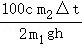 100c m₂ △ t
2m₁ gh